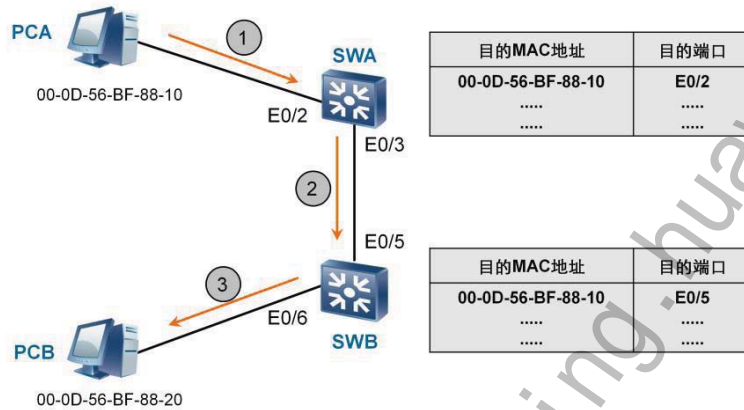 PCA
1
SWA
00-0D-56-BF-88-10
E0/2
E0/3
目的MAC地址 目的端口
00-0D-56-BF-88-10 E0/2
..... .....
..... .....
2
E0/5
3
E0/6
SWB
PCB
00-0D-56-BF-88-20
目的MAC地址 目的端口
00-0D-56-BF-88-10 E0/5
..... .....
..... .....
ing.hua